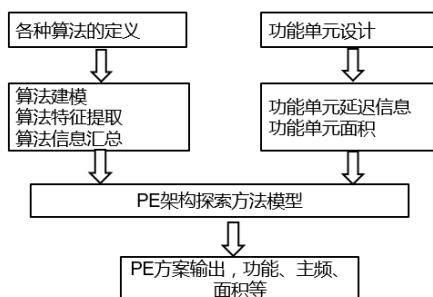 各种算法的定义
功能单元设计
算法建模
算法特征提取
算法信息汇总
功能单元延迟信息
功能单元面积
PE架构探索方法模型
PE方案输出，功能、主频、
面积等